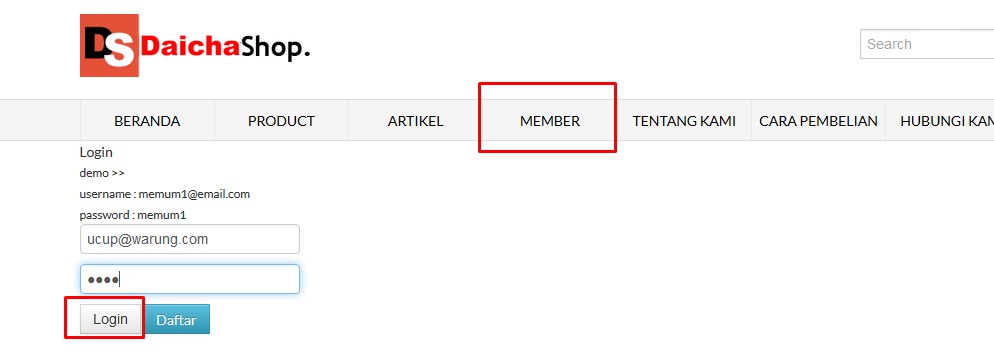 DS DaichaShop.
Search
BERANDA PRODUCT ARTIKEL MEMBER TENTANG KAMI CARA PEMBELIAN HUBUNGI KAM
Login
demo >>
username : memum1@email.com
password : memum1
ucup@warung.com
••••
Login Daftar